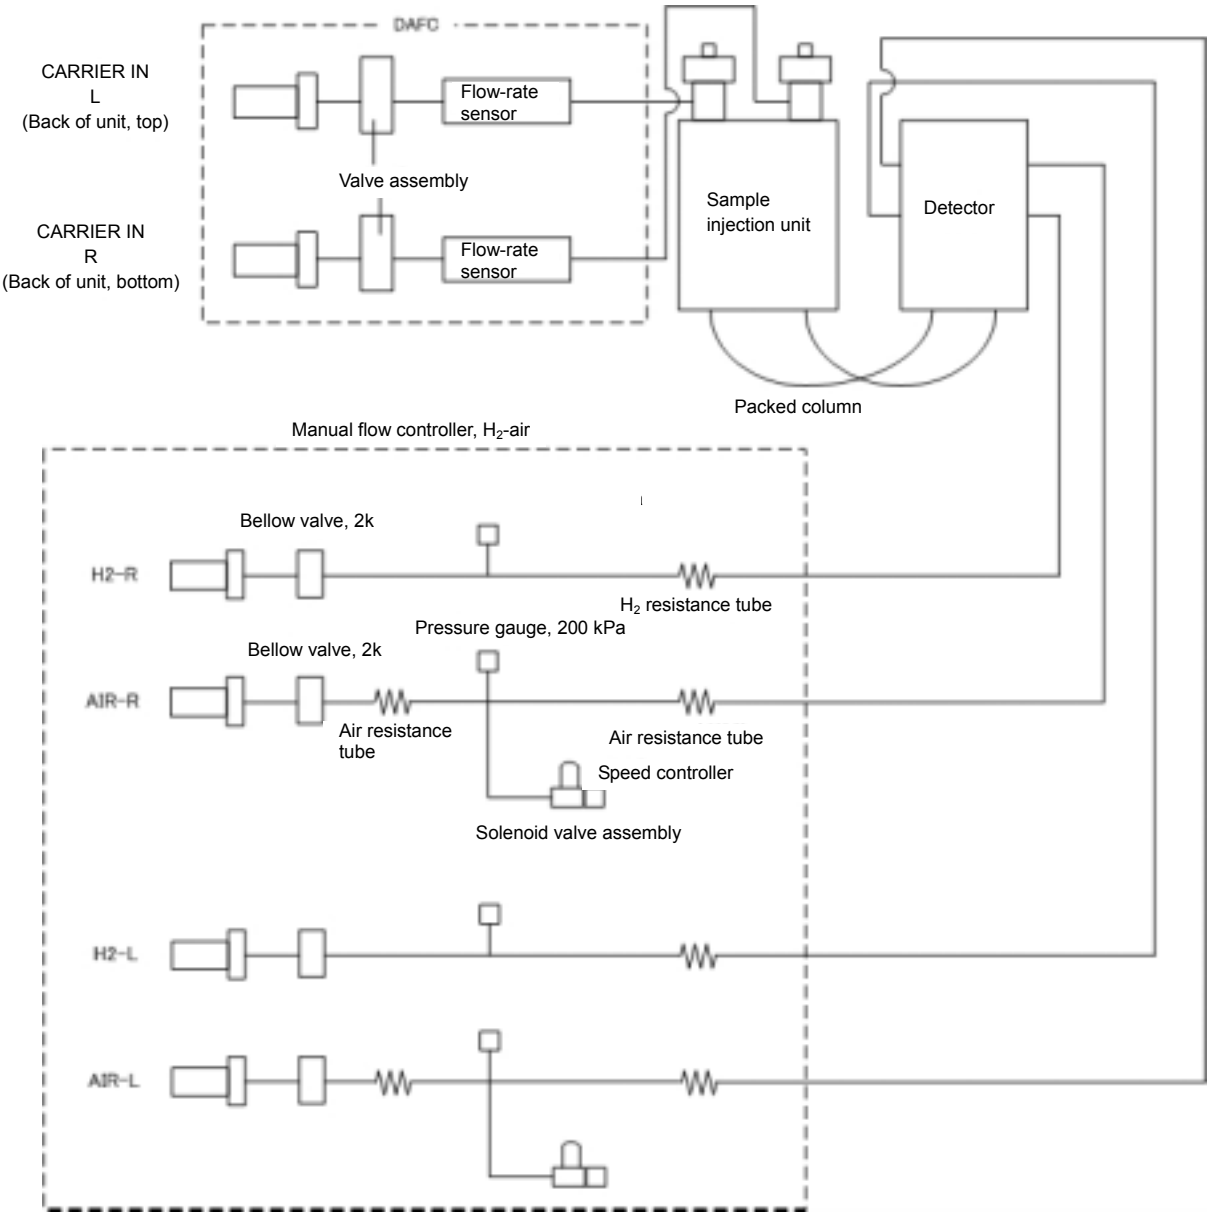 DAFC
CARRIER IN
L
(Back of unit, top)
Flow-rate
sensor
Valve assembly
CARRIER IN
R
(Back of unit, bottom)
Flow-rate
sensor
Sample
injection unit
Detector
Packed column
Manual flow controller, H₂-air
Bellow valve, 2k
H2-R
H₂ resistance tube
Pressure gauge, 200 kPa
Bellow valve, 2k
AIR-R
Air resistance
tube
Air resistance tube
Speed controller
Solenoid valve assembly
H2-L
AIR-L